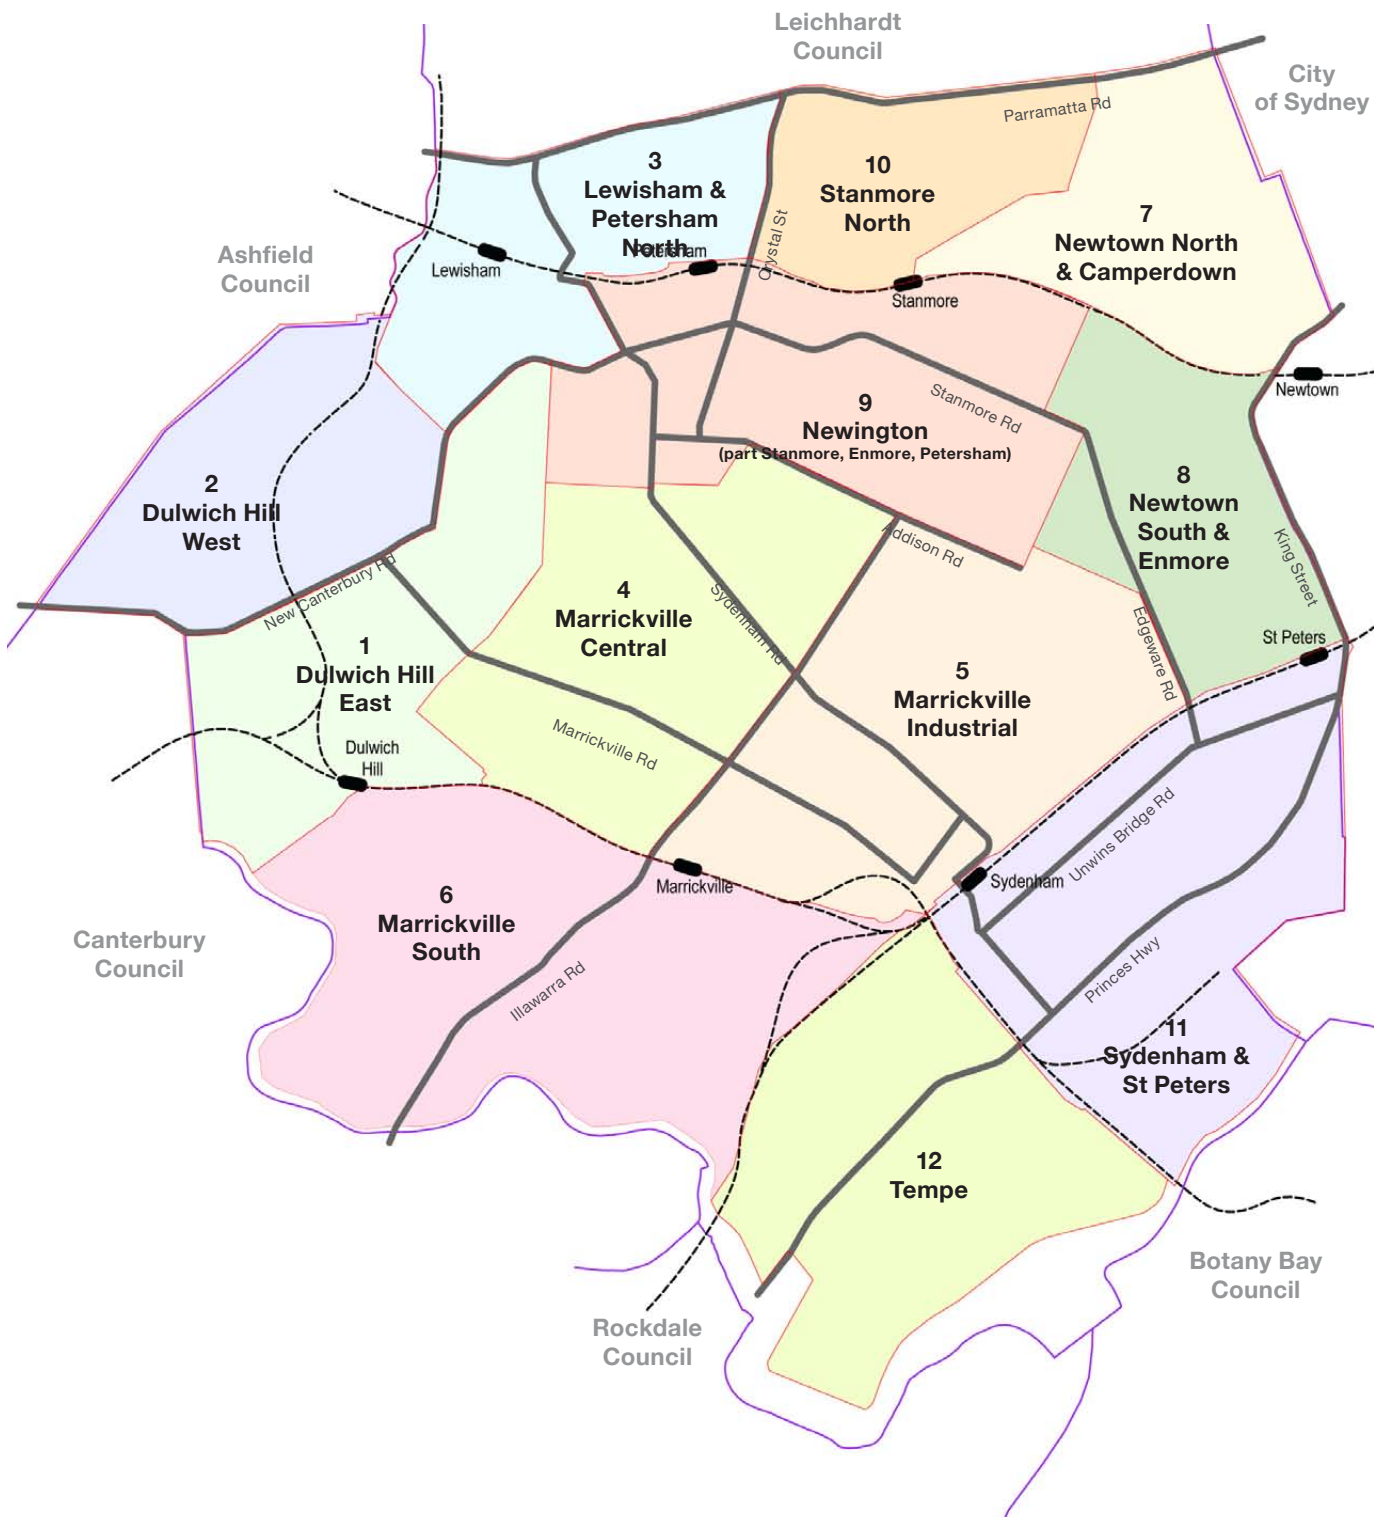 Leichhardt
Council
City
of Sydney
Parramatta Rd
3
Lewisham &
Petersham
North
Petersham
10
Stanmore
North
Crystal St
7
Newtown North
& Camperdown
Ashfield
Council
Lewisham
Stanmore
Newtown
9
Newington
(part Stanmore, Enmore, Petersham)
Stanmore Rd
2
Dulwich Hill
West
8
Newtown
South &
Enmore
King Street
Addison Rd
New Canterbury Rd
4
Marrickville
Central
Sydenham Rd
Edgeware Rd
St Peters
1
Dulwich Hill
East
5
Marrickville
Industrial
Marrickville Rd
Dulwich
Hill
Unwins Bridge Rd
Marrickville
Sydenham
6
Marrickville
South
Canterbury
Council
Illawarra Rd
Princes Hwy
11
Sydenham &
St Peters
12
Tempe
Botany Bay
Council
Rockdale
Council